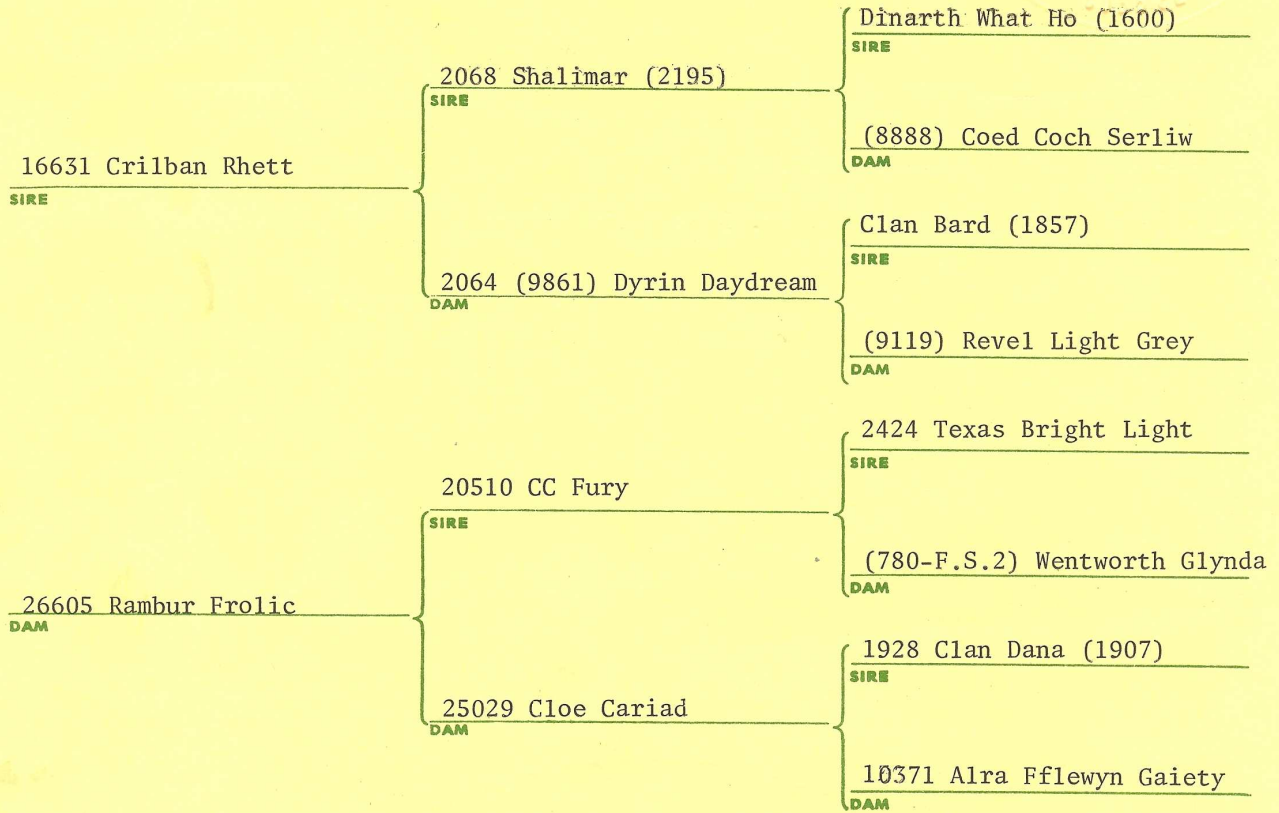 Dinarth What Ho (1600)
SIRE
2068 Shalimar (2195)
SIRE
(8888) Coed Coch Serliw
DAM
16631 Crilban Rhett
SIRE
Clan Bard (1857)
SIRE
2064 (9861) Dyrin Daydream
DAM
(9119) Revel Light Grey
DAM
2424 Texas Bright Light
SIRE
20510 CC Fury
SIRE
(780-F.S.2) Wentworth Glynda
DAM
26605 Rambur Frolic
DAM
1928 Clan Dana (1907)
SIRE
25029 Cloe Cariad
DAM
10371 Alra Fflewyn Gaiety
DAM